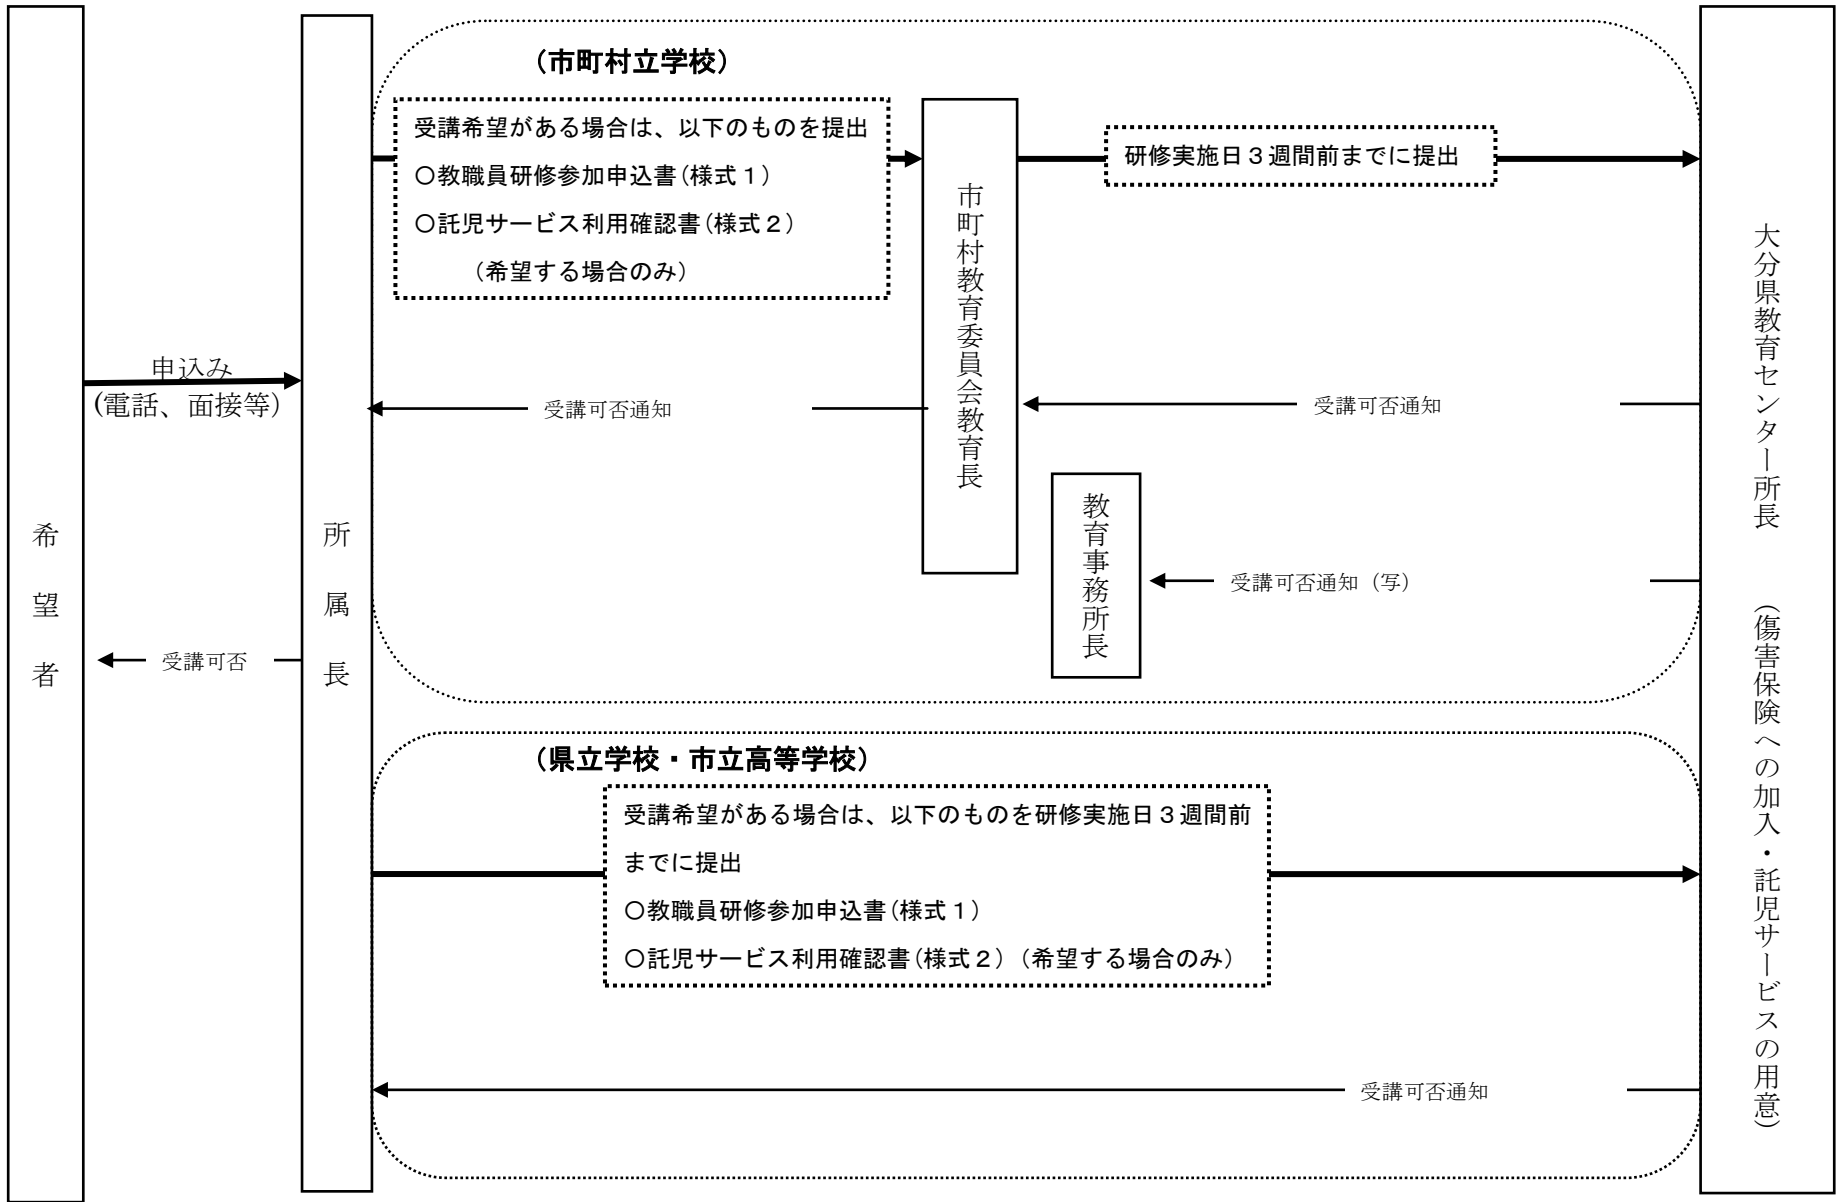 希望者
申込み
(電話、面接等)
受講可否
所属長
(市町村立学校)
受講希望がある場合は、以下のものを提出
○教職員研修参加申込書(様式1)
○託児サービス利用確認書(様式2)
(希望する場合のみ)
市町村教育委員会教育長
研修実施日3週間前までに提出
受講可否通知
受講可否通知
教育事務所長
受講可否通知(写)
(県立学校・市立高等学校)
受講希望がある場合は、以下のものを研修実施日3週間前
までに提出
○教職員研修参加申込書(様式1)
○託児サービス利用確認書(様式2)(希望する場合のみ)
受講可否通知
大分県教育センター所長 (傷害保険への加入・託児サービスの用意)